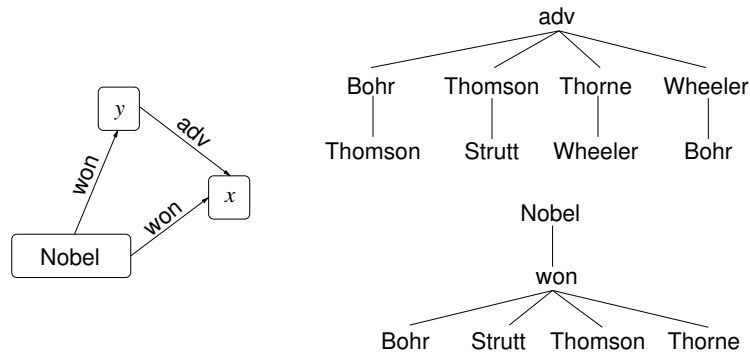 y
adv
won
x
won
Nobel
adv
Bohr Thomson Thorne Wheeler
Thomson Strutt Wheeler Bohr
Nobel
won
Bohr Strutt Thomson Thorne